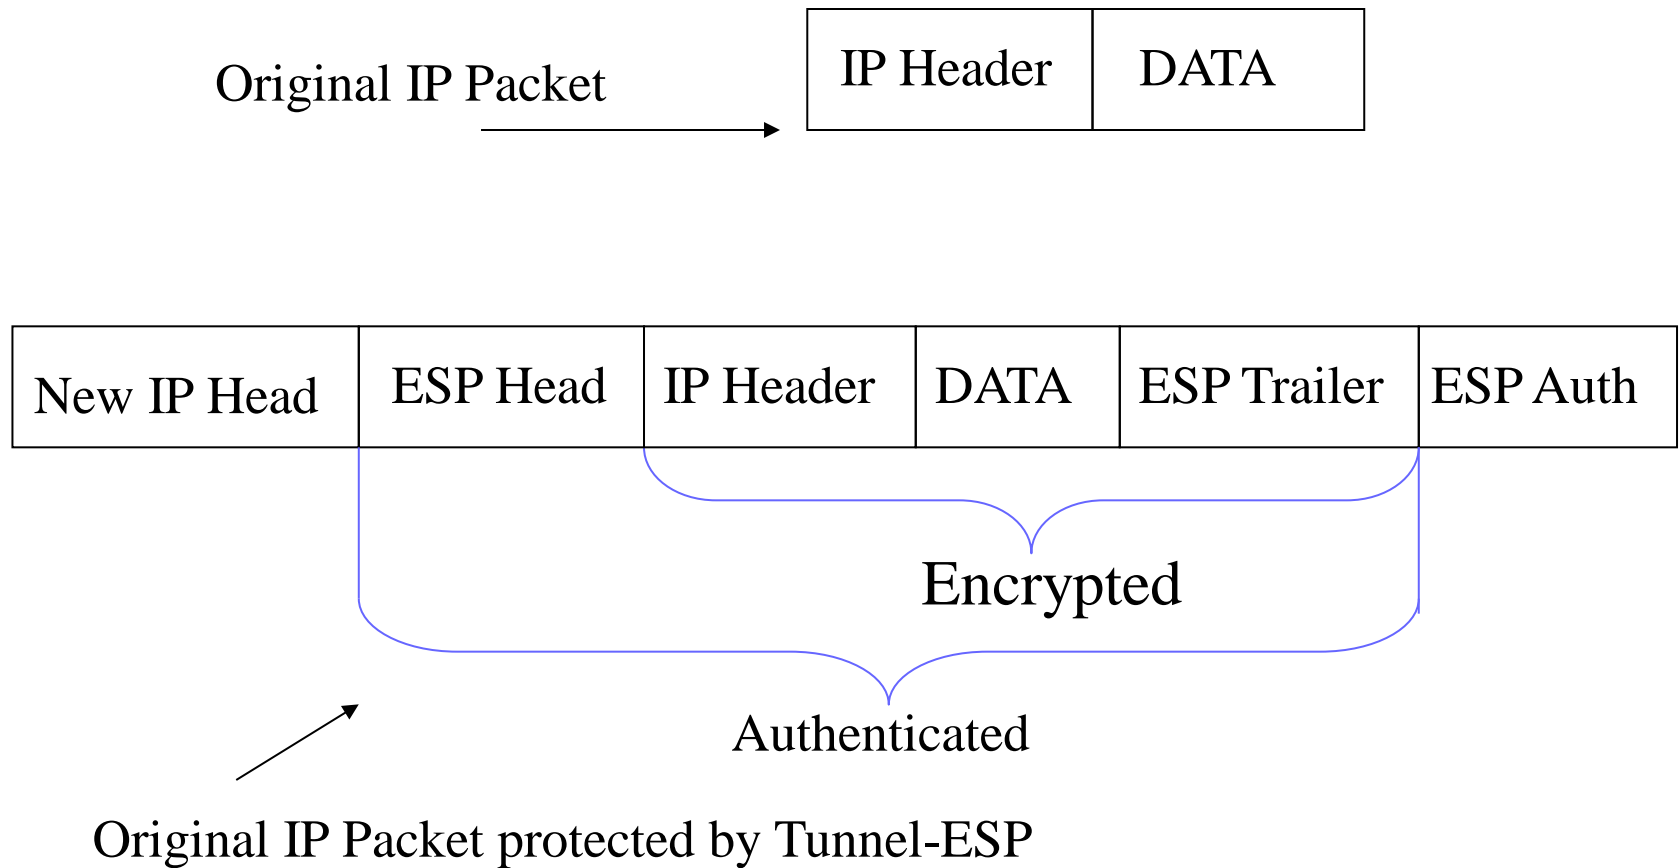 IP Header DATA
Original IP Packet
New IP Head ESP Head IP Header DATA ESP Trailer ESP Auth
Encrypted
Authenticated
Original IP Packet protected by Tunnel-ESP